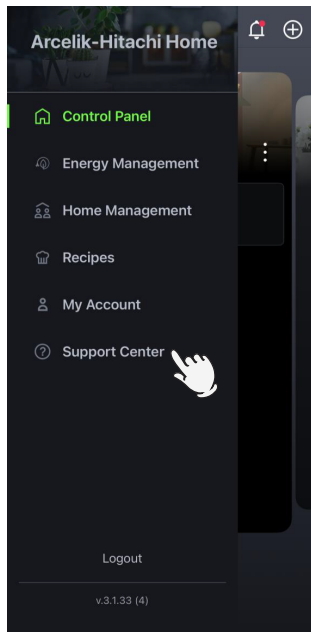 Arcelik-Hitachi Home
Control Panel
Energy Management
Home Management
Recipes
My Account
Support Center
Logout
v.3.1.33 (4)